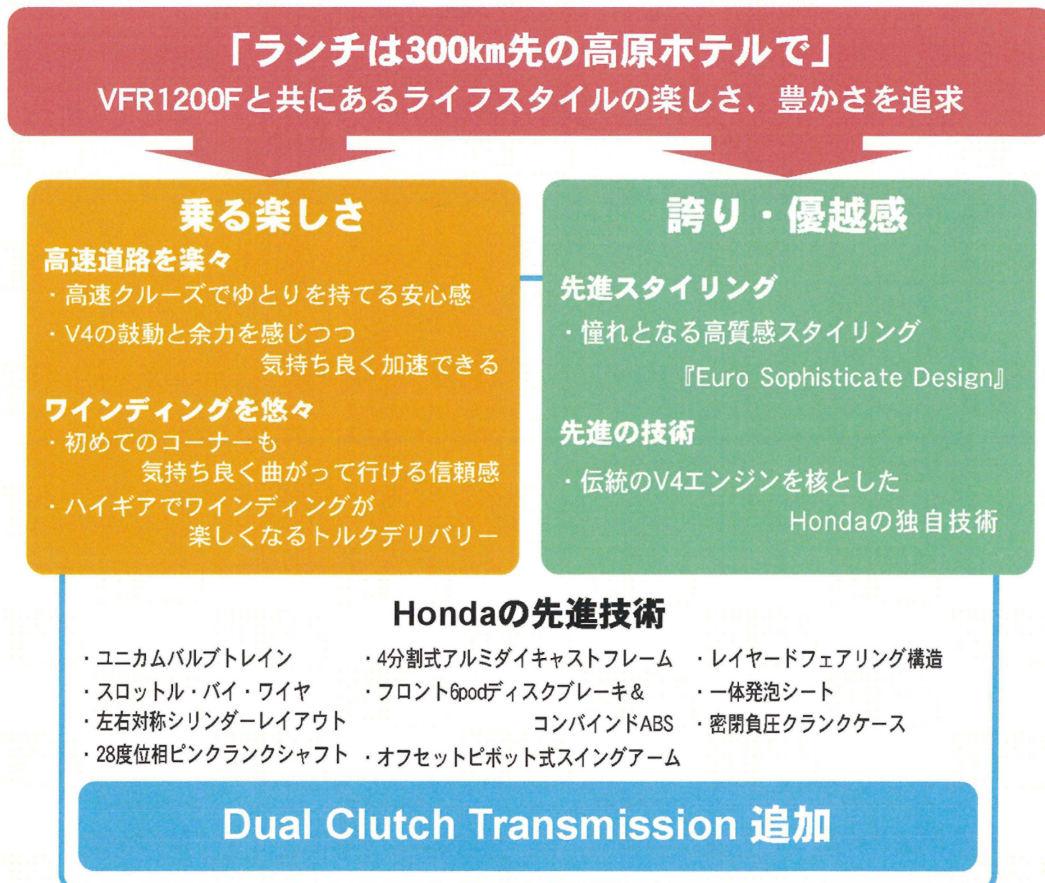 「ランチは300km先の高原ホテルで」
VFR1200Fと共にあるライフスタイルの楽しさ、豊かさを追求
乗る楽しさ
高速道路を楽々
・高速クルーズでゆとりを持てる安心感
・V4の鼓動と余力を感じつつ
気持ち良く加速できる
ワインディングを悠々
・初めてのコーナーも
気持ち良く曲がって行ける信頼感
・ハイギアでワインディングが
楽しくなるトルクデリバリー
誇り・優越感
先進スタイリング
・憧れとなる高質感スタイリング
『Euro Sophisticate Design』
先進の技術
・伝統のV4エンジンを核とした
Hondaの独自技術
Hondaの先進技術
・ユニカムバルブトレイン
・スロットル・バイ・ワイヤ
・左右対称シリンダーレイアウト
・28度位相ピンクランクシャフト
・4分割式アルミダイキャストフレーム
・フロント6podディスクブレーキ&
コンバインドABS
・オフセットピボット式スイングアーム
・レイヤードフェアリング構造
・一体発泡シート
・密閉負圧クランクケース
Dual Clutch Transmission 追加